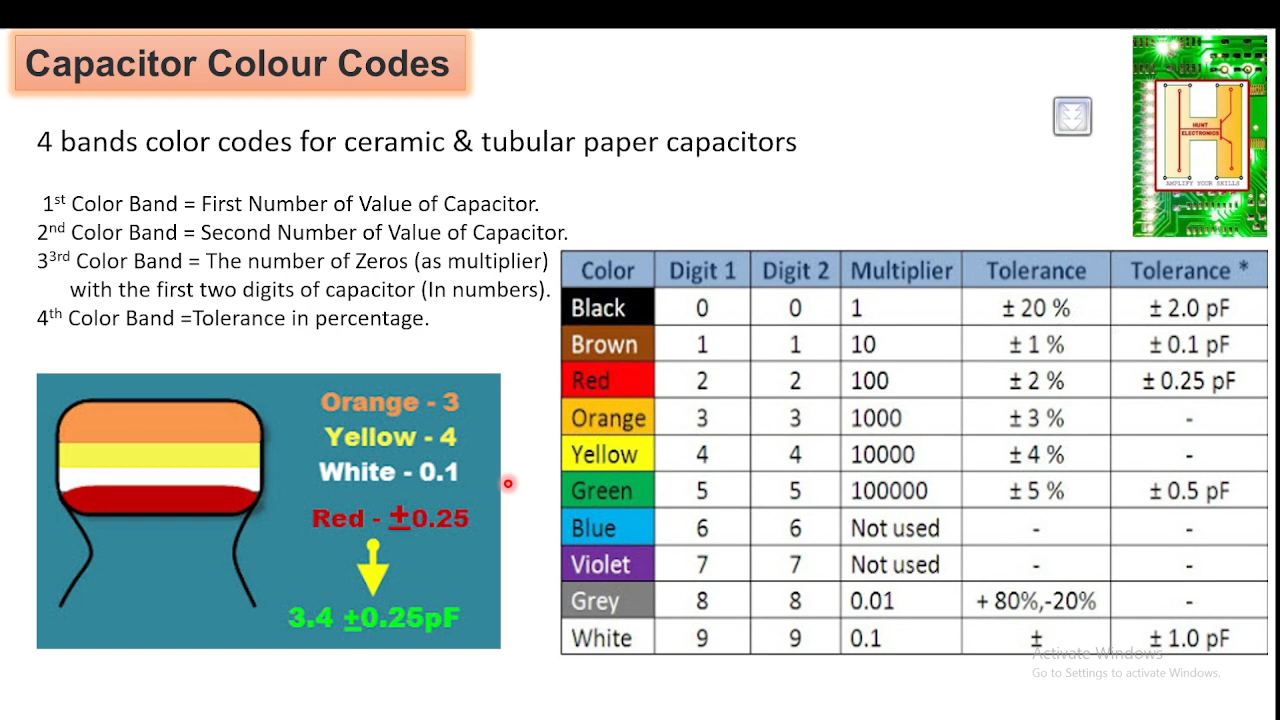 Capacitor Colour Codes
HUNT
ELECTRONICS
AMPLIFY YOUR SKILLS
4 bands color codes for ceramic & tubular paper capacitors
1st Color Band = First Number of Value of Capacitor.
2nd Color Band = Second Number of Value of Capacitor.
33rd Color Band = The number of Zeros (as multiplier)
with the first two digits of capacitor (In numbers).
4th Color Band =Tolerance in percentage.
Orange - 3
Yellow - 4
White - 0.1
Red - ±0.25
3.4 ±0.25pF
Color Digit 1 Digit 2 Multiplier Tolerance Tolerance *
Black 0 0 1 ± 20 % ± 2.0 pF
Brown 1 1 10 ± 1 % ± 0.1 pF
Red 2 2 100 ± 2 % ± 0.25 pF
Orange 3 3 1000 ± 3 % -
Yellow 4 4 10000 ± 4 % -
Green 5 5 100000 ± 5 % ± 0.5 pF
Blue 6 6 Not used - -
Violet 7 7 Not used - -
Grey 8 8 0.01 + 80%,-20% -
White 9 9 0.1 ± ± 1.0 pF
Activate Windows
Go to Settings to activate Windows.